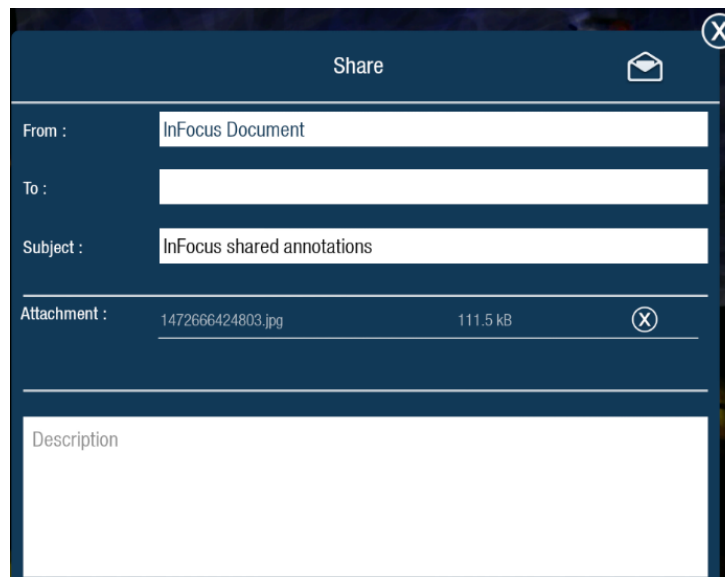 X
Share
From :
InFocus Document
To :
Subject :
InFocus shared annotations
Attachment :
1472666424803.jpg
111.5 kB
X
Description